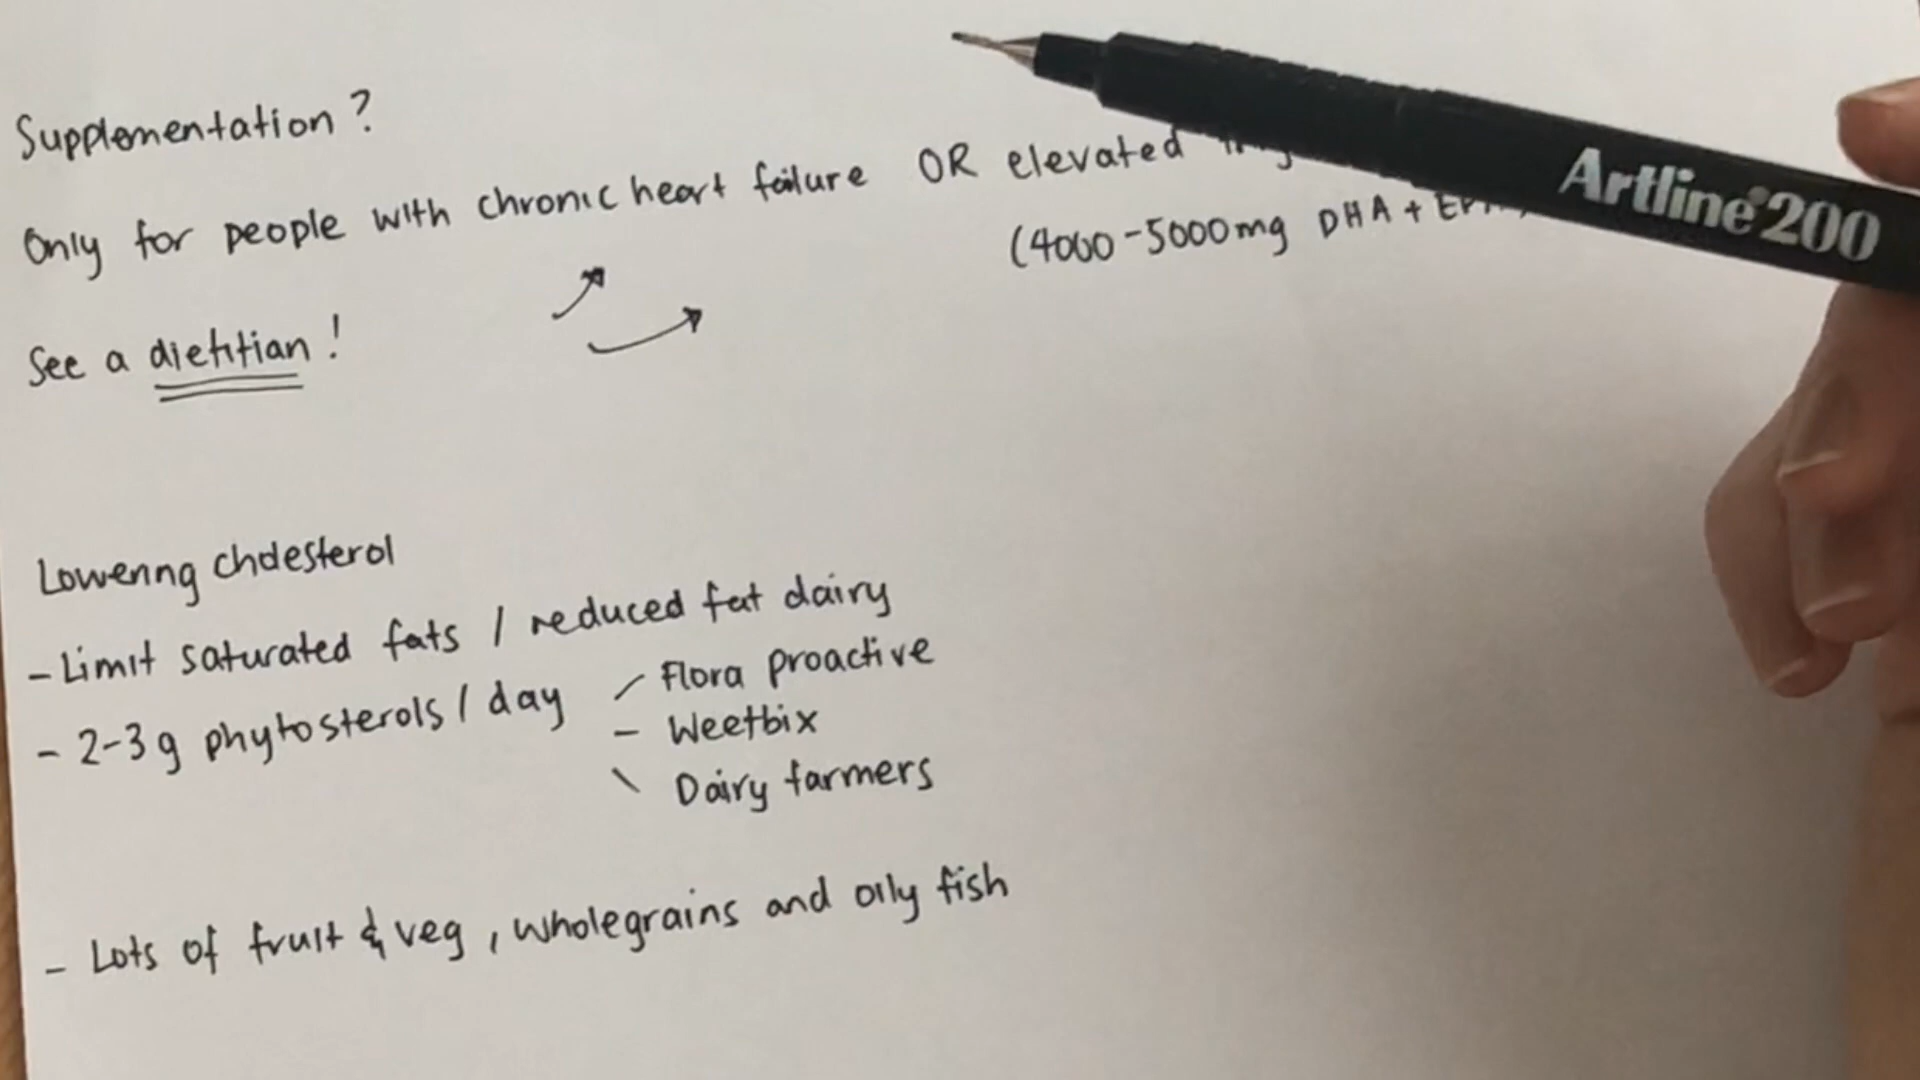 Supplementation?
Only for people with chronic heart failure OR elevated
(4000-5000mg DHA +
See a dietitian!
Lowering cholesterol
- Limit saturated fats / reduced fat dairy
- 2-3g phytosterols / day
Flora proactive
- Weetbix
Dairy farmers
- Lots of fruit & veg, wholegrains and oily fish
Artline 200